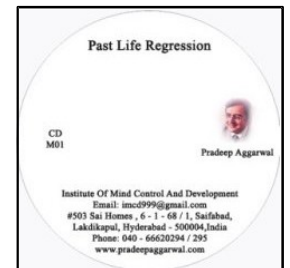 Past Life Regression
CD
M01
Pradeep Aggarwal
Institute Of Mind Control And Development
Email: imcd999@gmail.com
#503 Sai Homes , 6 - 1 - 68 / 1, Saifabad,
Lakdikapul, Hyderabad - 500004,India
Phone: 040 - 66620294 / 295
www.pradeepaggarwal.com